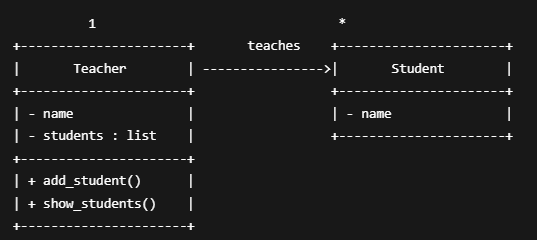 1 *
+----------------------+ teaches +----------------------+
| Teacher | ---------------->| Student |
+----------------------+ +----------------------+
| - name | | - name |
| - students : list | +----------------------+
+----------------------+
| + add_student() |
| + show_students() |
+----------------------+